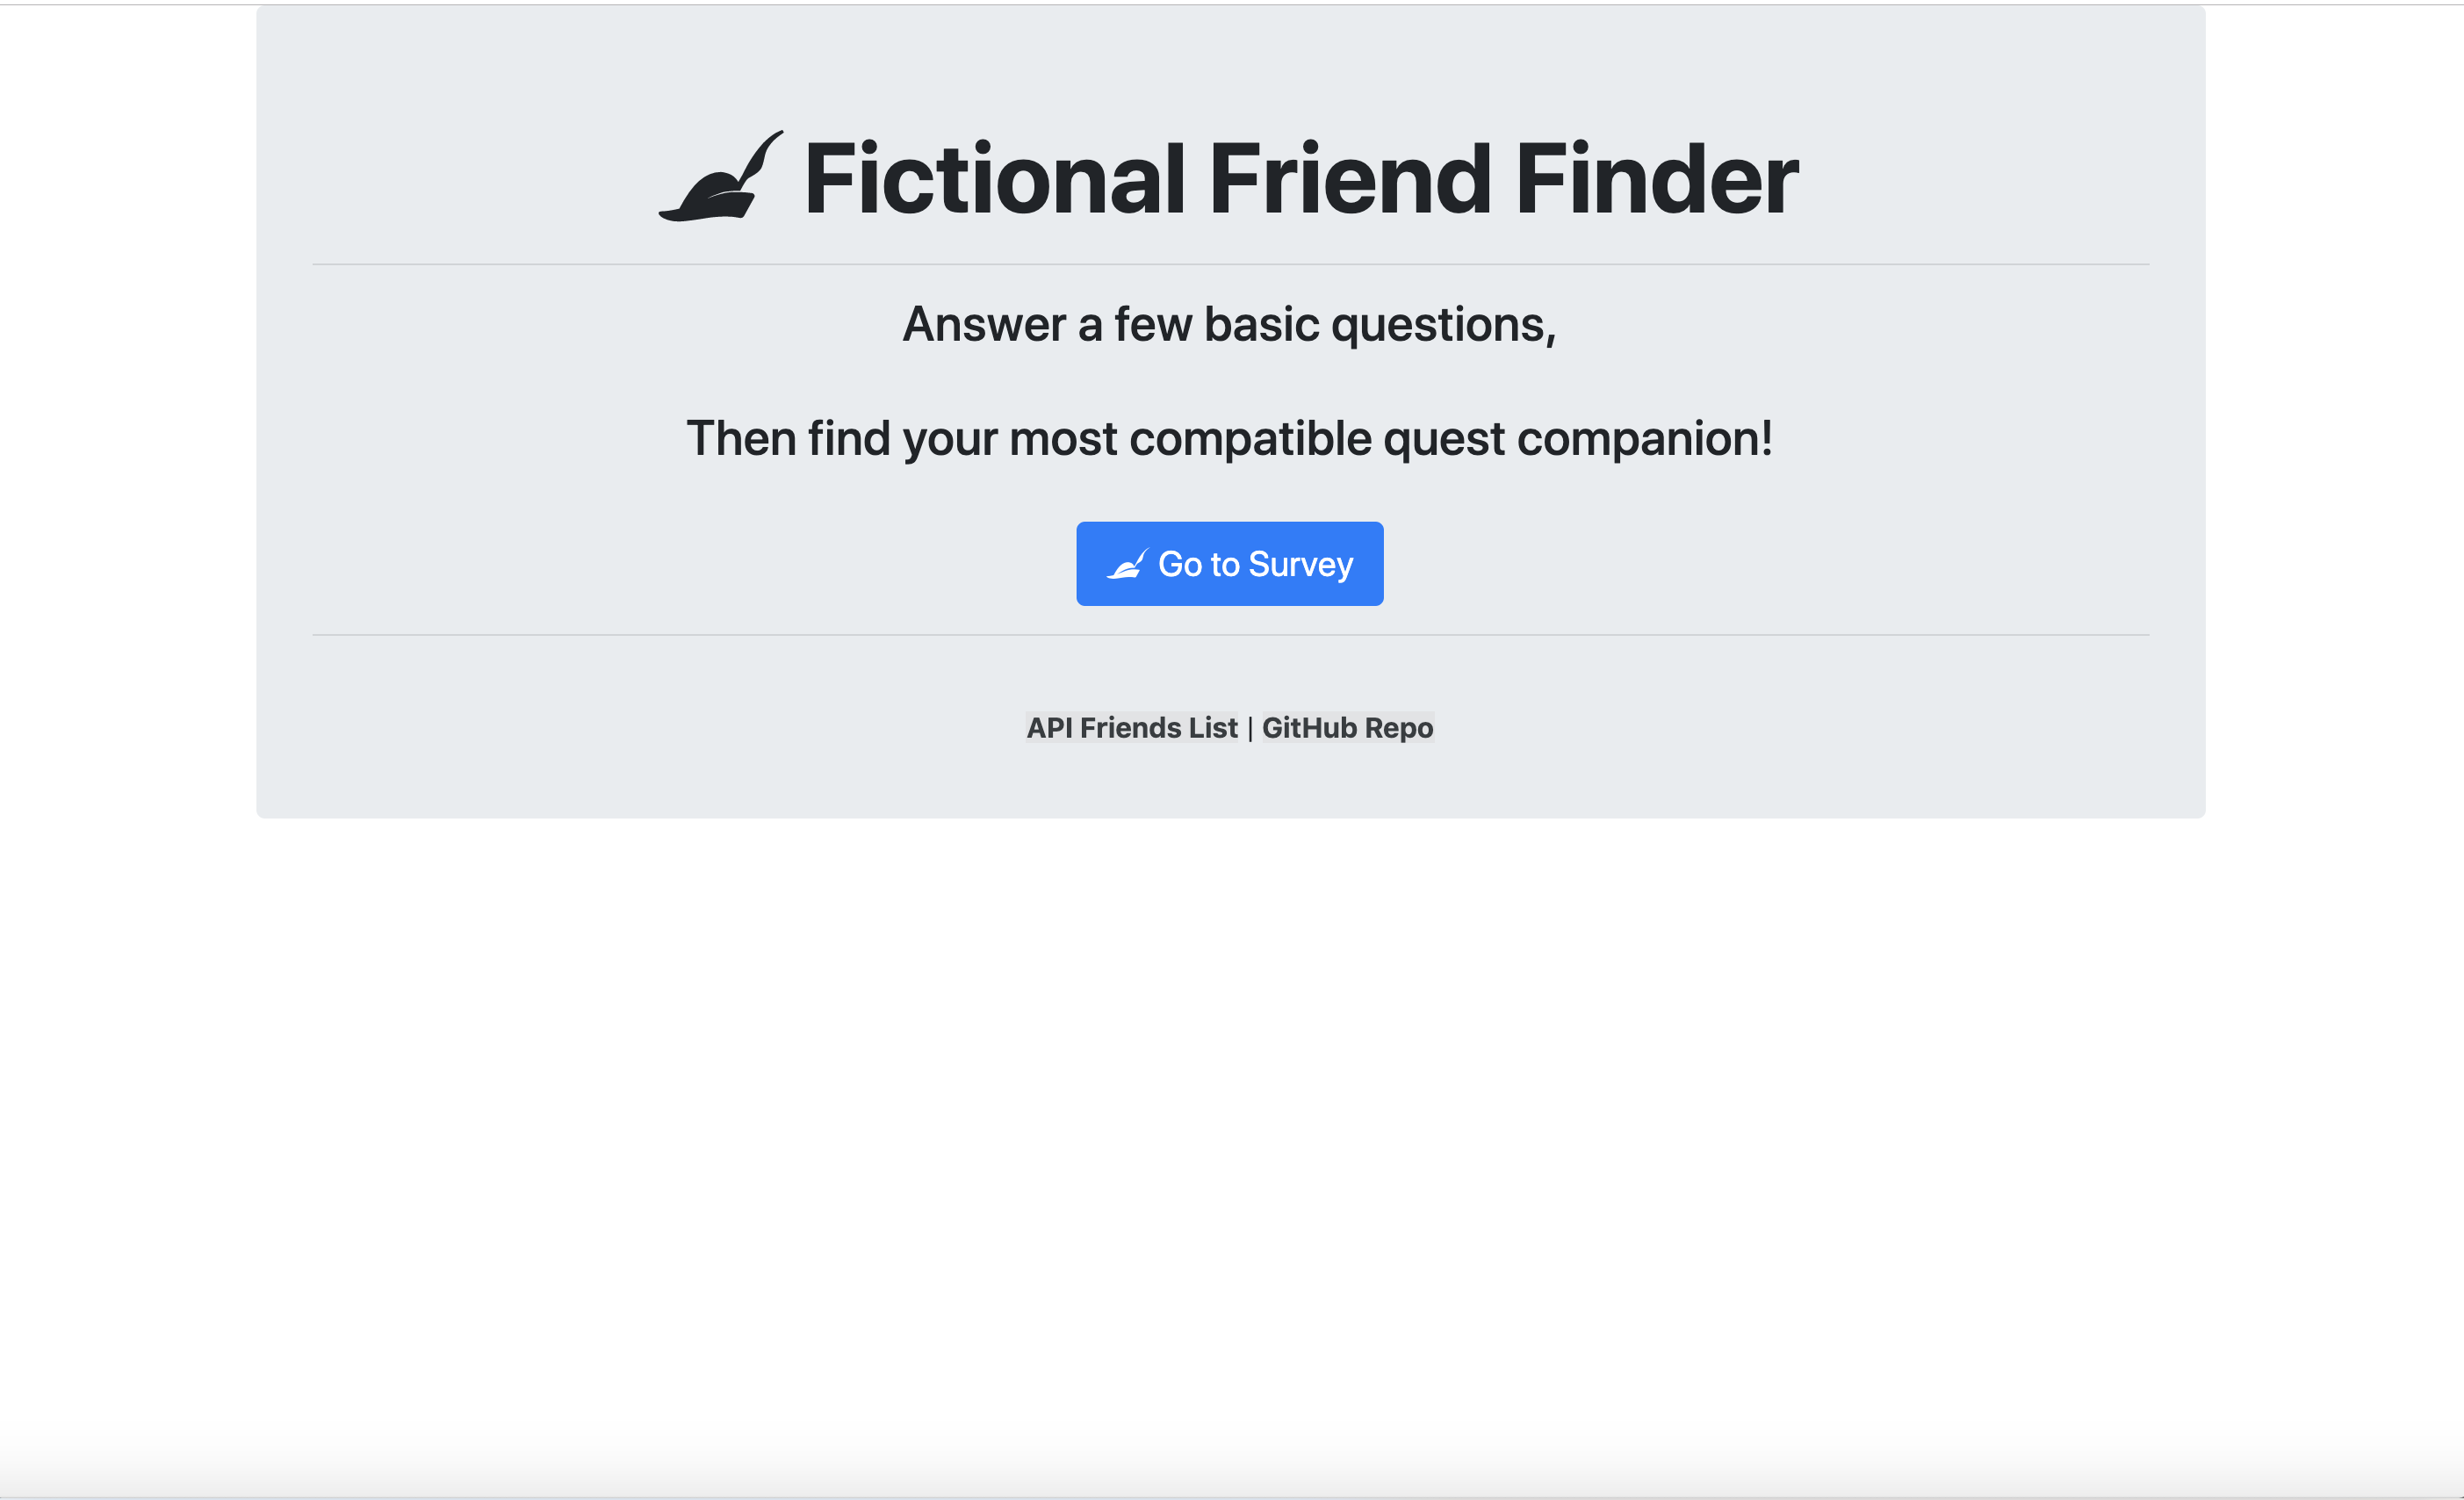 Fictional Friend Finder
Answer a few basic questions,
Then find your most compatible quest companion!
Go to Survey
API Friends List | GitHub Repo